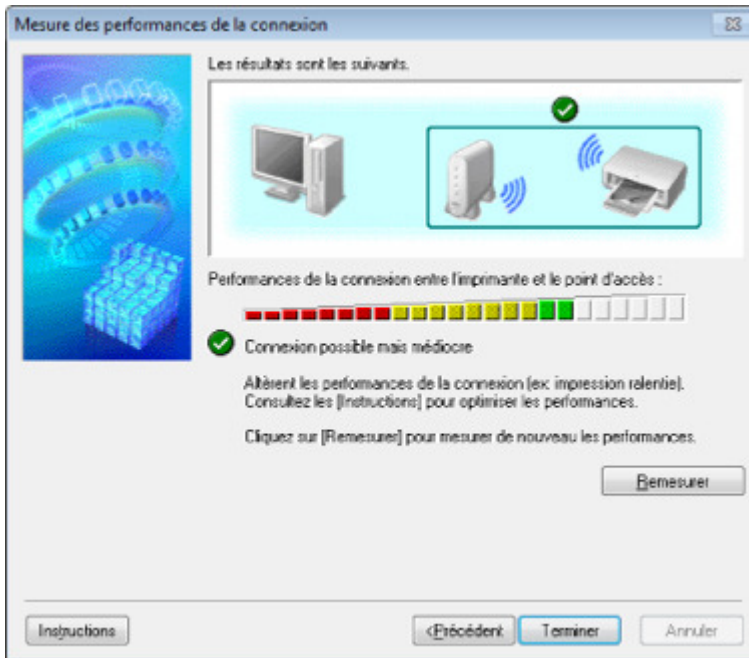 Mesure des performances de la connexion
Les résultats sont les suivants.
Performances de la connexion entre l'imprimante et le point d'accès :
Connexion possible mais médiocre
Altèrent les performances de la connexion (ex: impression ralentie).
Consultez les [Instructions] pour optimiser les performances.
Cliquez sur [Remesurer] pour mesurer de nouveau les performances.
Remesurer
Instructions
<Précédent
Terminer
Annuler